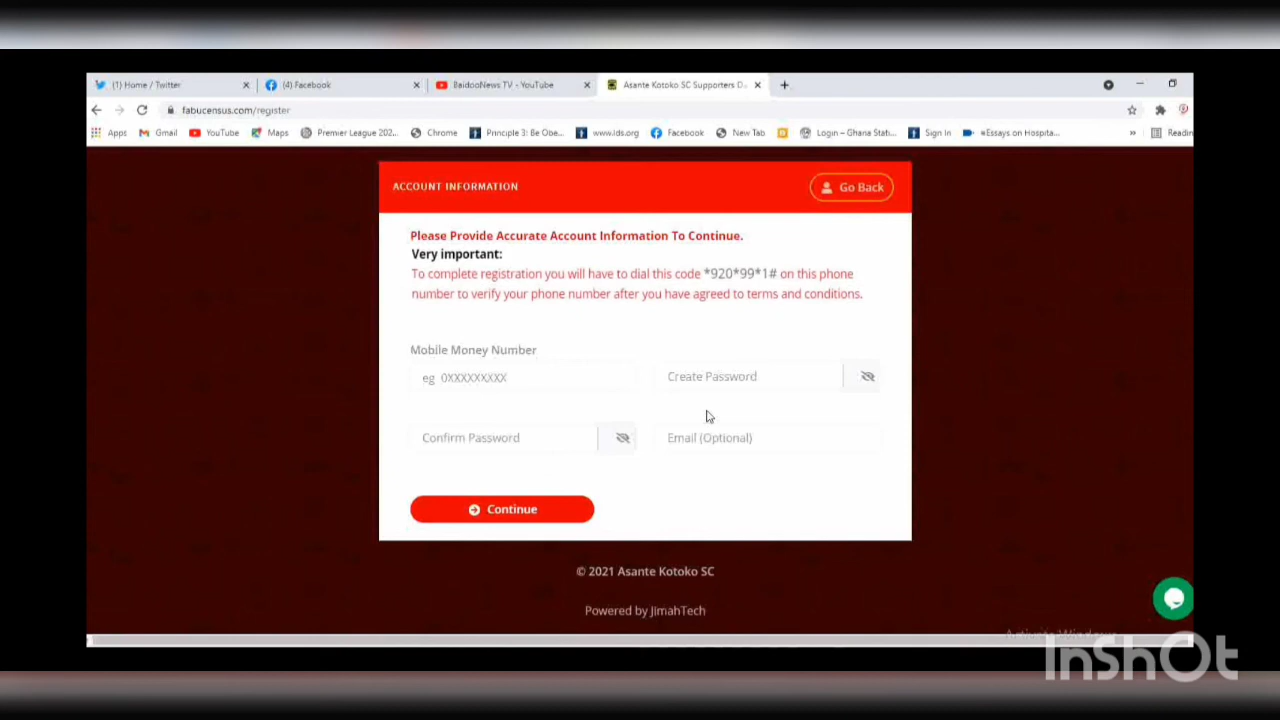 (1) Home / Twitter
(4) Facebook
BaidooNews TV - YouTube
Asante Kotoko SC Supporters D
fabucensus.com/register
Apps
Gmail
YouTube
Maps
Premier League 202...
Chrome
Principle 3: Be Obe...
www.lds.org
Facebook
New Tab
Login – Ghana Stati...
Sign In
#Essays on Hospita...
»
Readin
ACCOUNT INFORMATION
Go Back
Please Provide Accurate Account Information To Continue.
Very important:
To complete registration you will have to dial this code *920*99*1# on this phone
number to verify your phone number after you have agreed to terms and conditions.
Mobile Money Number
eg 0XXXXXXXXX
Create Password
Confirm Password
Email (Optional)
Continue
© 2021 Asante Kotoko SC
Powered by JimahTech
Activate Windows
InShOt